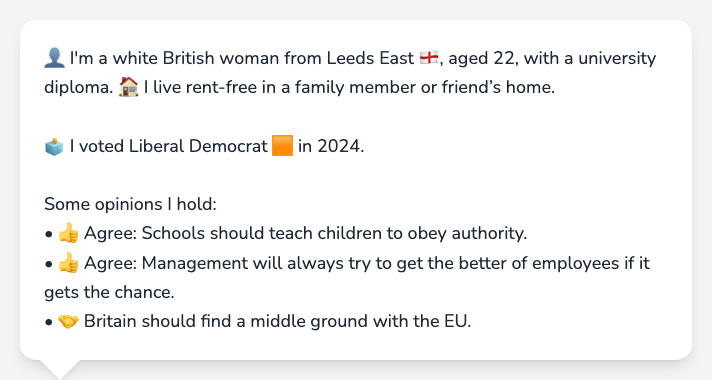 👤 I'm a white British woman from Leeds East 🏴󠁧󠁢󠁥󠁮󠁧󠁿, aged 22, with a university
diploma. 🏠 I live rent-free in a family member or friend’s home.
🗳️ I voted Liberal Democrat 🟧 in 2024.
Some opinions I hold:
• 👍 Agree: Schools should teach children to obey authority.
• 👍 Agree: Management will always try to get the better of employees if it
gets the chance.
• 🤝 Britain should find a middle ground with the EU.